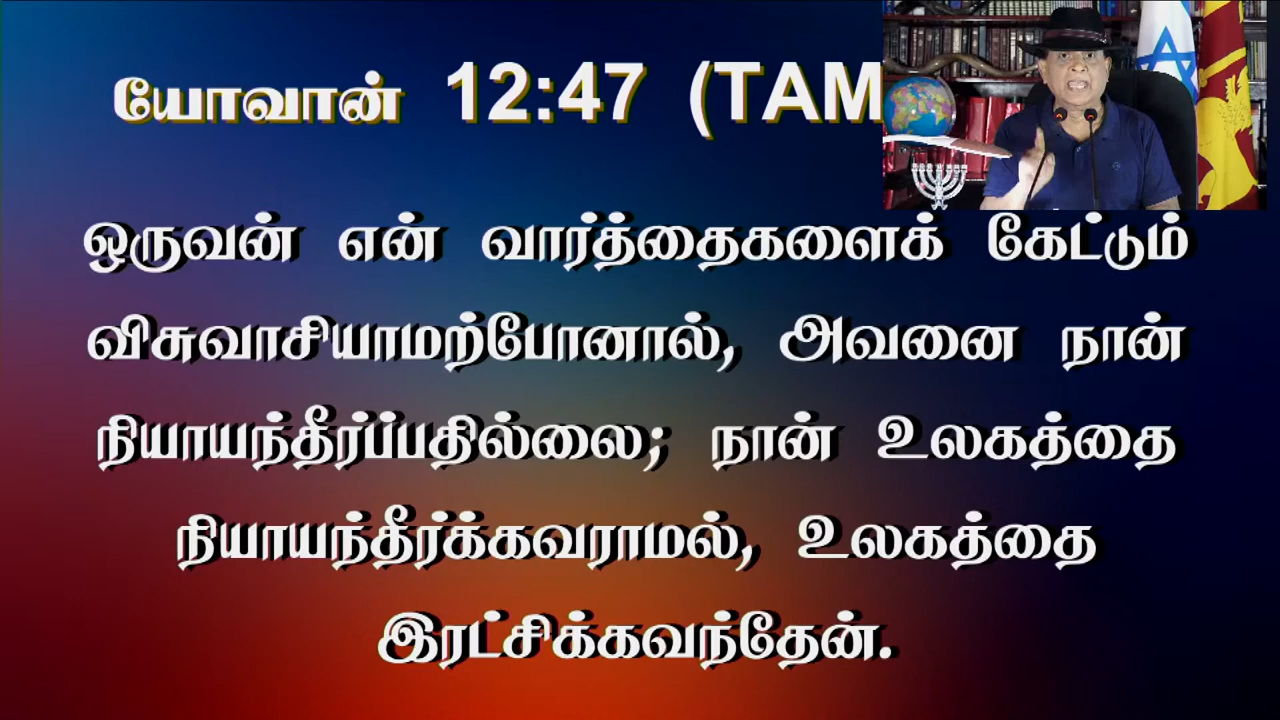 யோவான் 12:47 (TAM
ஒருவன் என் வார்த்தைகளைக் கேட்டும்
விசுவாசியாமற்போனால், அவனை நான்
நியாயந்தீர்ப்பதில்லை; நான் உலகத்தை
நியாயந்தீர்க்கவராமல், உலகத்தை
இரட்சிக்கவந்தேன்.